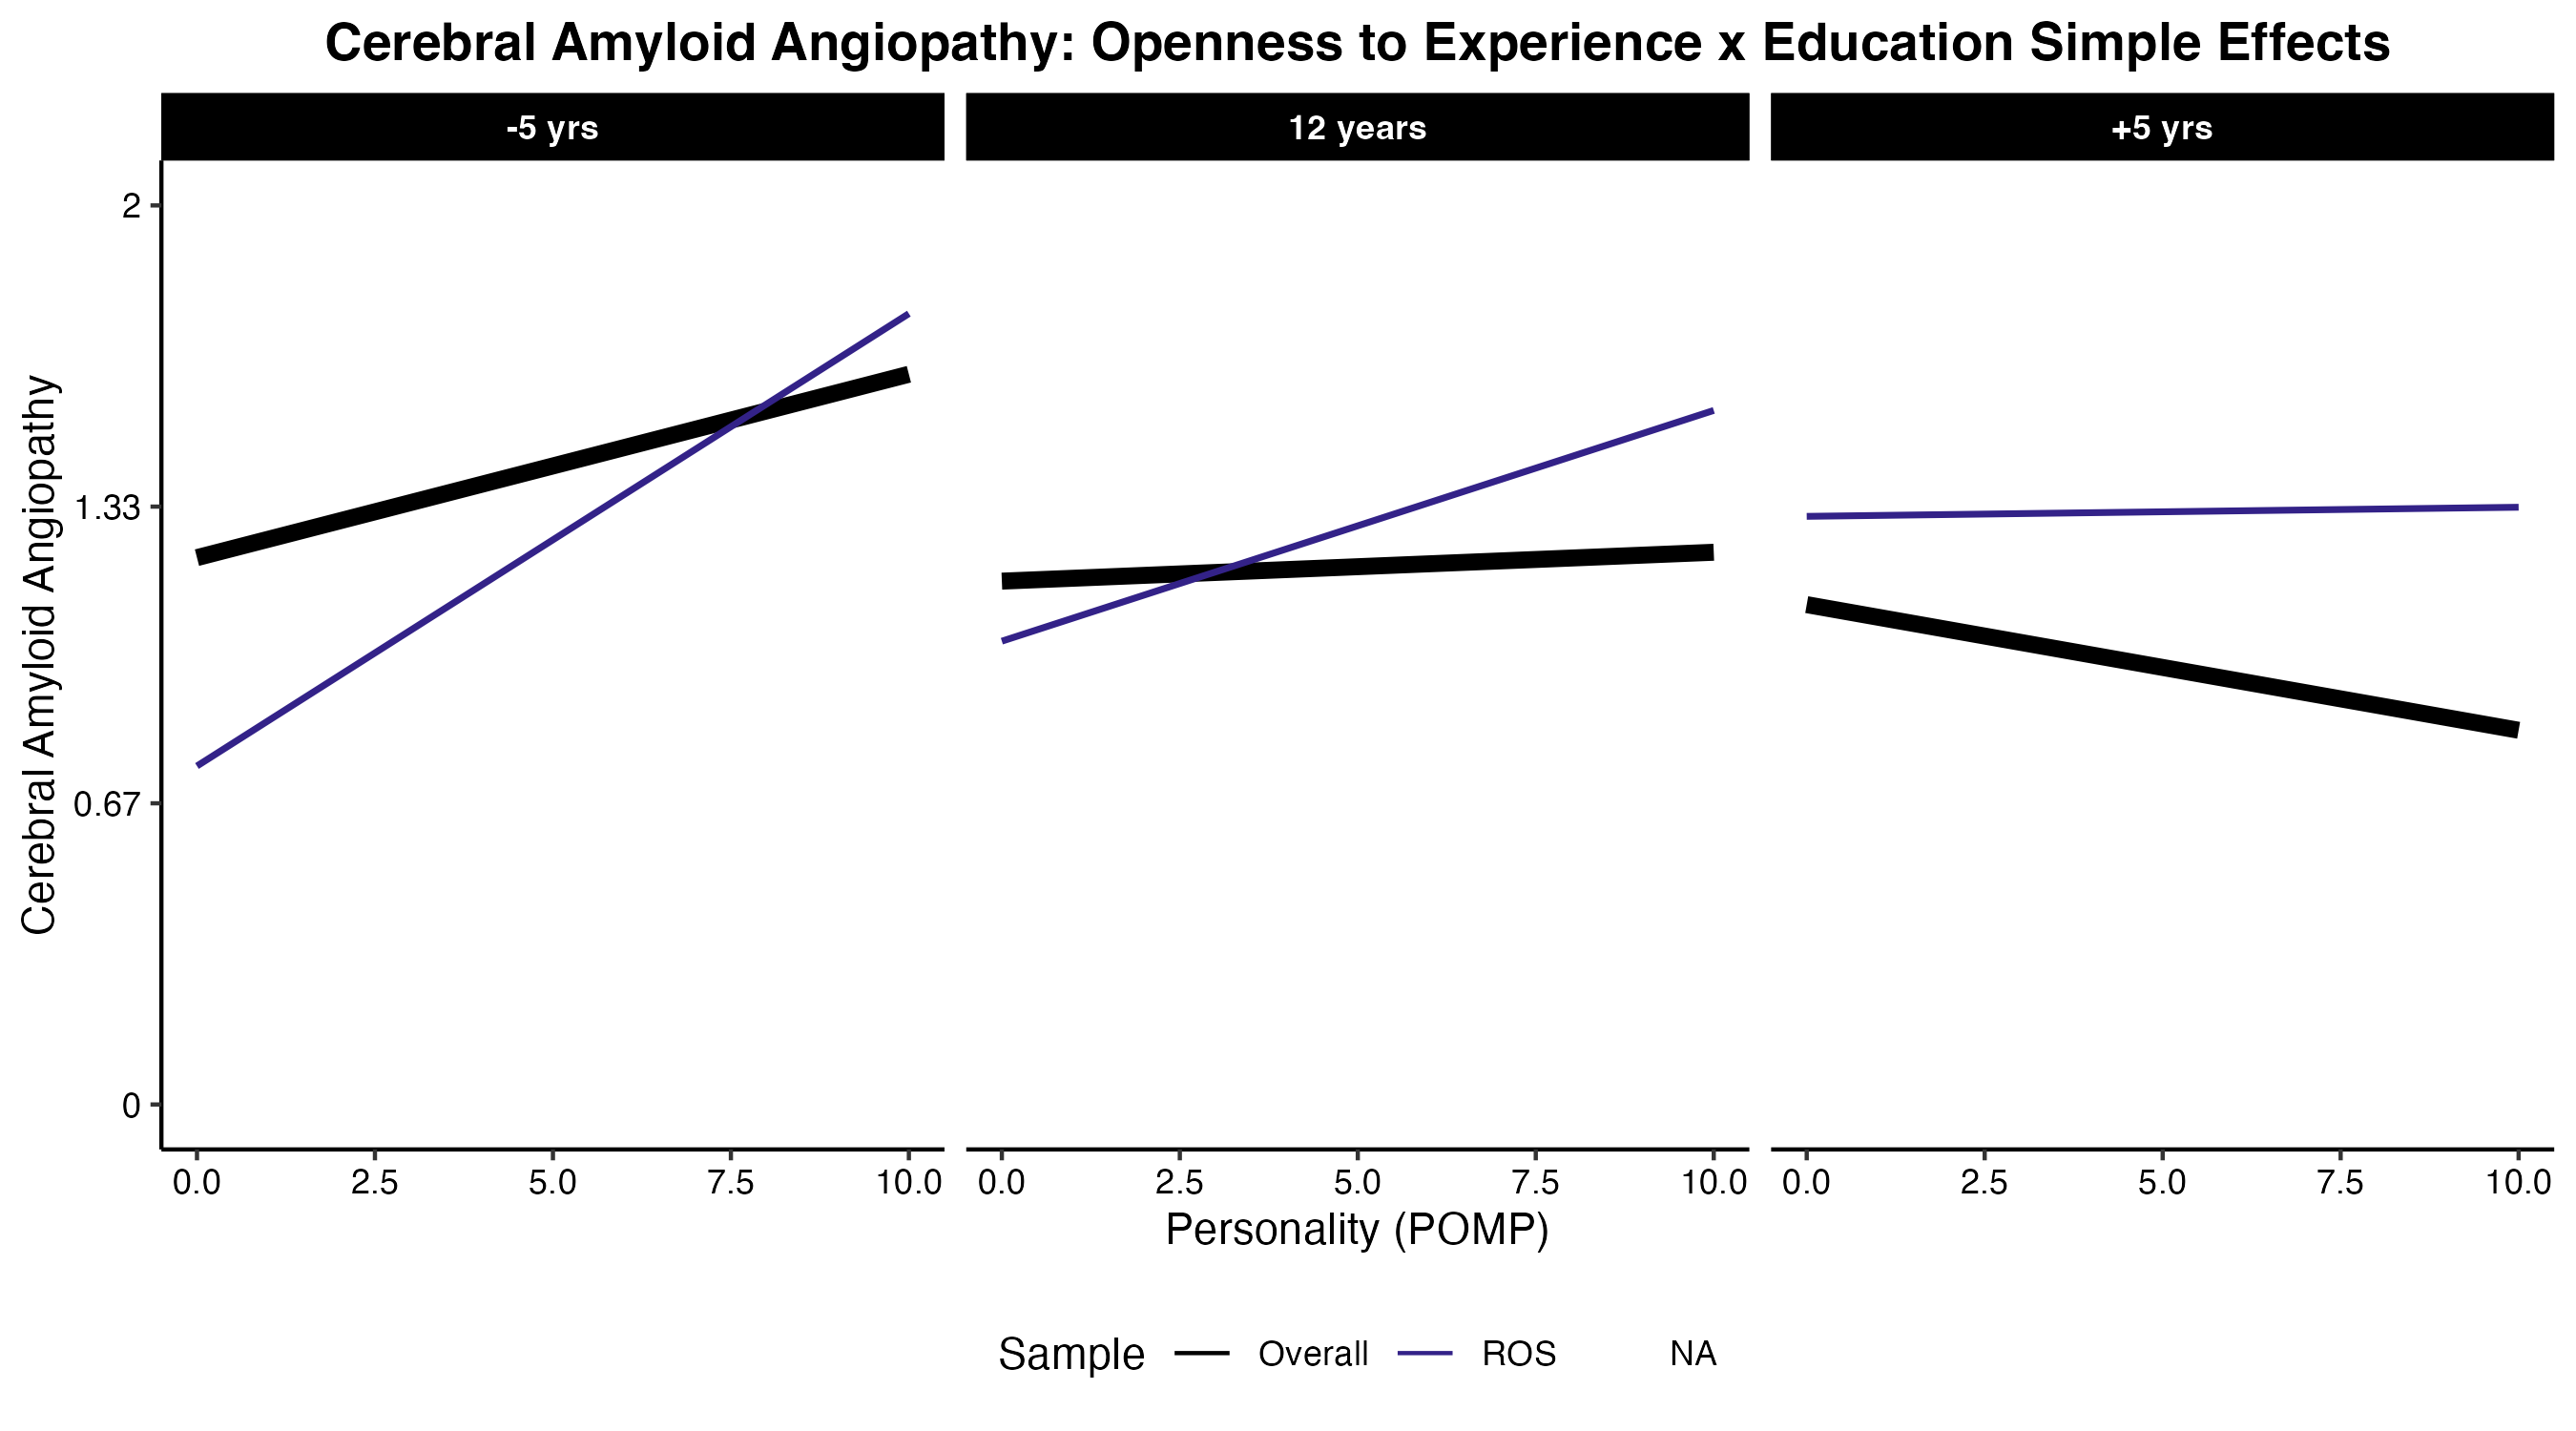 Cerebral Amyloid Angiopathy: Openness to Experience x Education Simple Effects
-5 yrs
12 years
+5 yrs
Cerebral Amyloid Angiopathy
2
1.33
0.67
0
0.0 2.5 5.0 7.5 10.0
0.0 2.5 5.0 7.5 10.0
0.0 2.5 5.0 7.5 10.0
Personality (POMP)
Sample Overall ROS NA